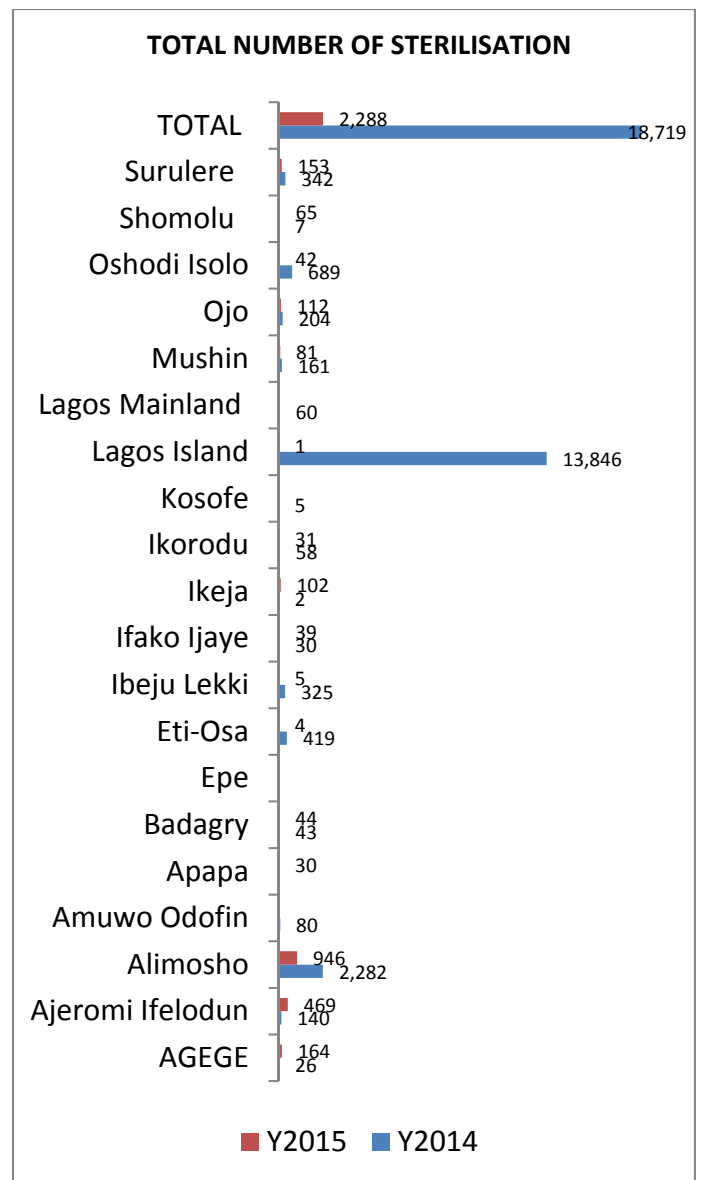 TOTAL NUMBER OF STERILISATION
TOTAL
2,288
18,719
Surulere
153
342
Shomolu
65
7
Oshodi Isolo
42
689
Ojo
112
204
Mushin
81
161
Lagos Mainland
60
Lagos Island
1
13,846
Kosofe
5
Ikorodu
31
58
Ikeja
102
2
Ifako Ijaye
39
30
Ibeju Lekki
5
325
Eti-Osa
4
419
Epe
Badagry
44
43
Apapa
30
Amuwo Odofin
80
Alimosho
946
2,282
Ajeromi Ifelodun
469
140
AGEGE
164
26
Y2015 Y2014